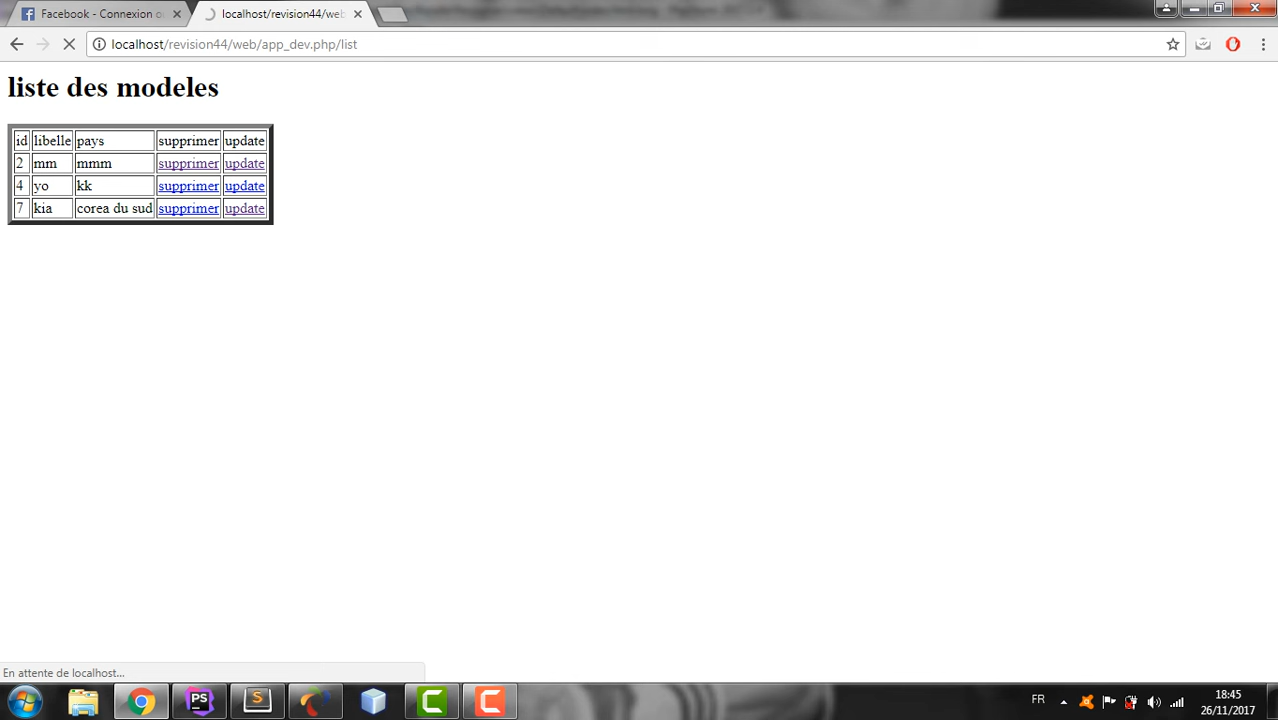 Facebook - Connexion o
localhost/revision44/web
localhost/revision44/web/app_dev.php/list
liste des modeles
id libelle pays supprimer update
2 mm mmm supprimer update
4 yo kk supprimer update
7 kia corea du sud supprimer update
En attente de localhost...
PS
S
C
C
FR
18:45
26/11/2017